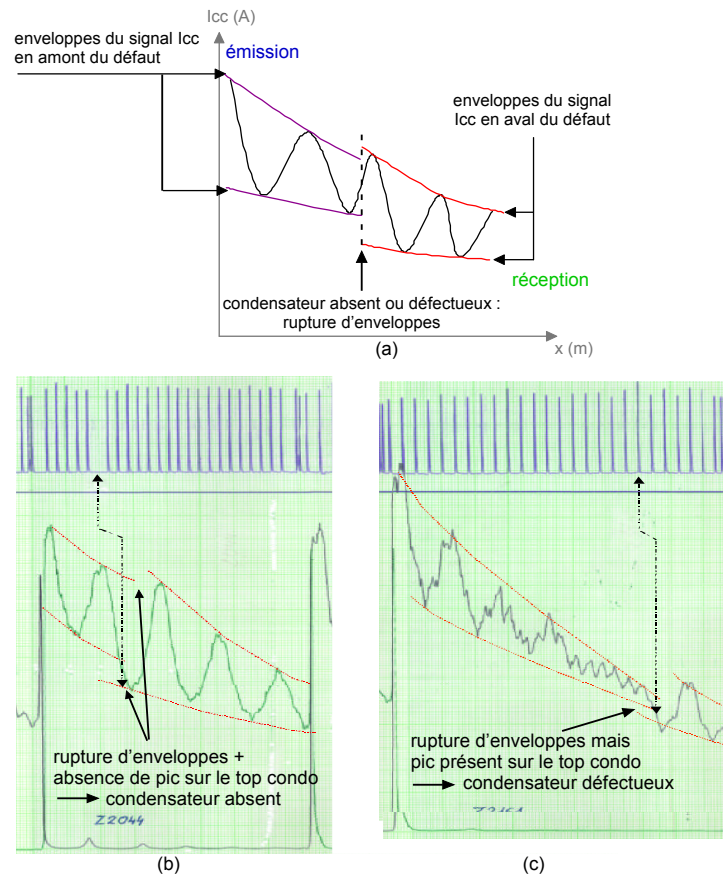 Icc (A)
enveloppes du signal Icc
en amont du défaut
émission
enveloppes du signal
Icc en aval du défaut
réception
condensateur absent ou défectueux :
rupture d'enveloppes
x (m)
(a)
rupture d'enveloppes +
absence de pic sur le top condo
condensateur absent
Z2044
(b)
rupture d'enveloppes mais
pic présent sur le top condo
condensateur défectueux
(c)